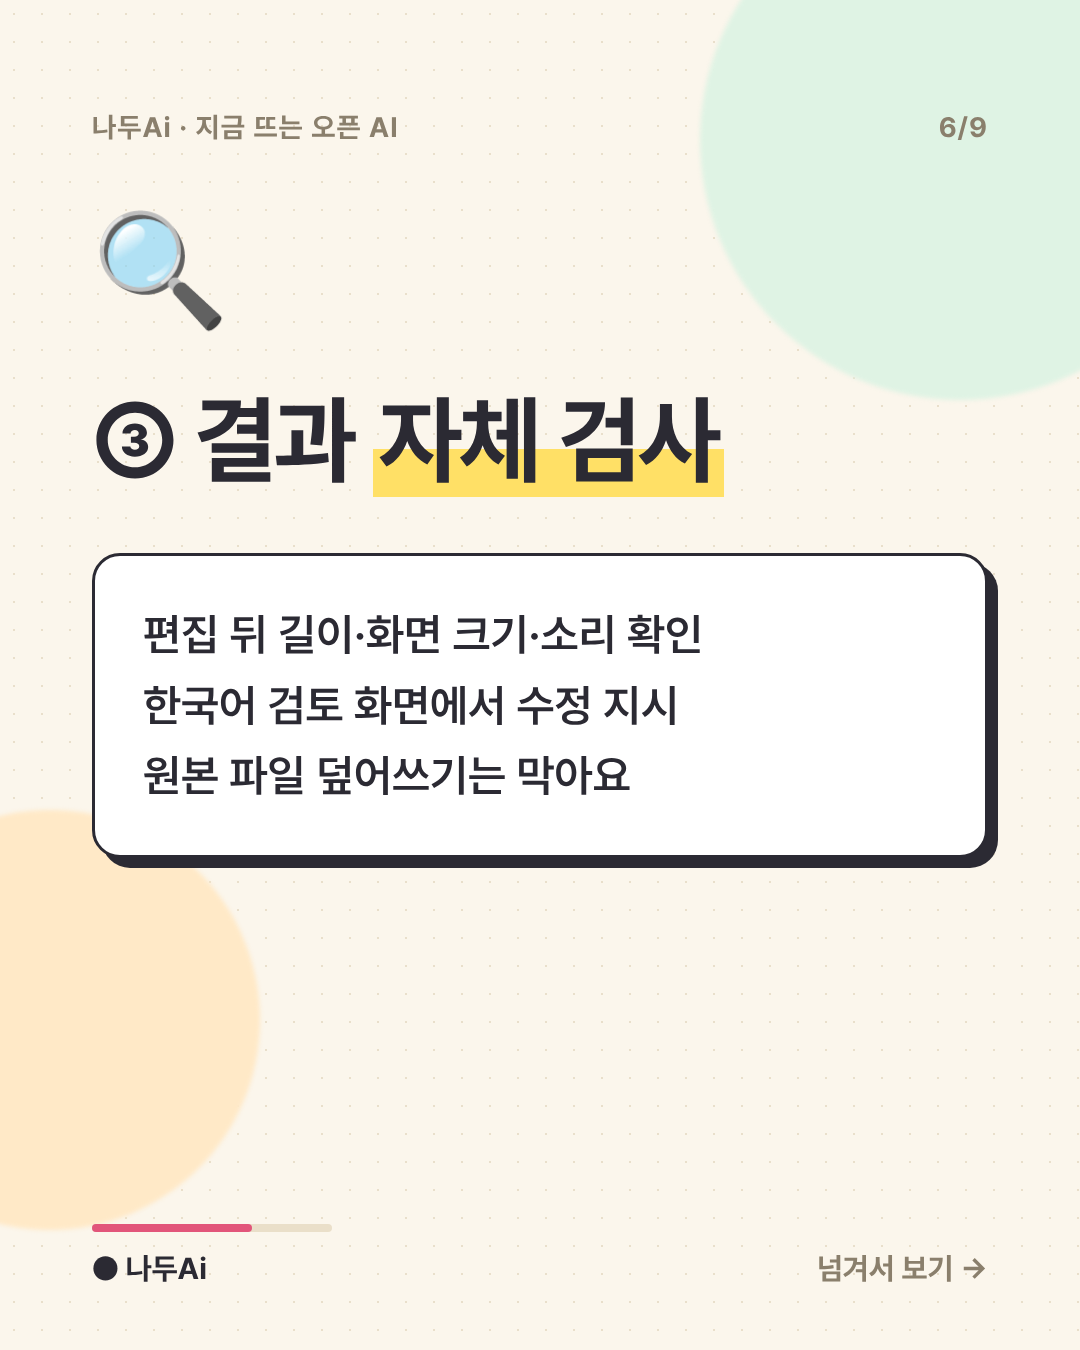 나두Ai · 지금 뜨는 오픈 AI
6/9
③ 결과 자체 검사
편집 뒤 길이·화면 크기·소리 확인
한국어 검토 화면에서 수정 지시
원본 파일 덮어쓰기는 막아요
● 나두Ai
넘겨서 보기 →